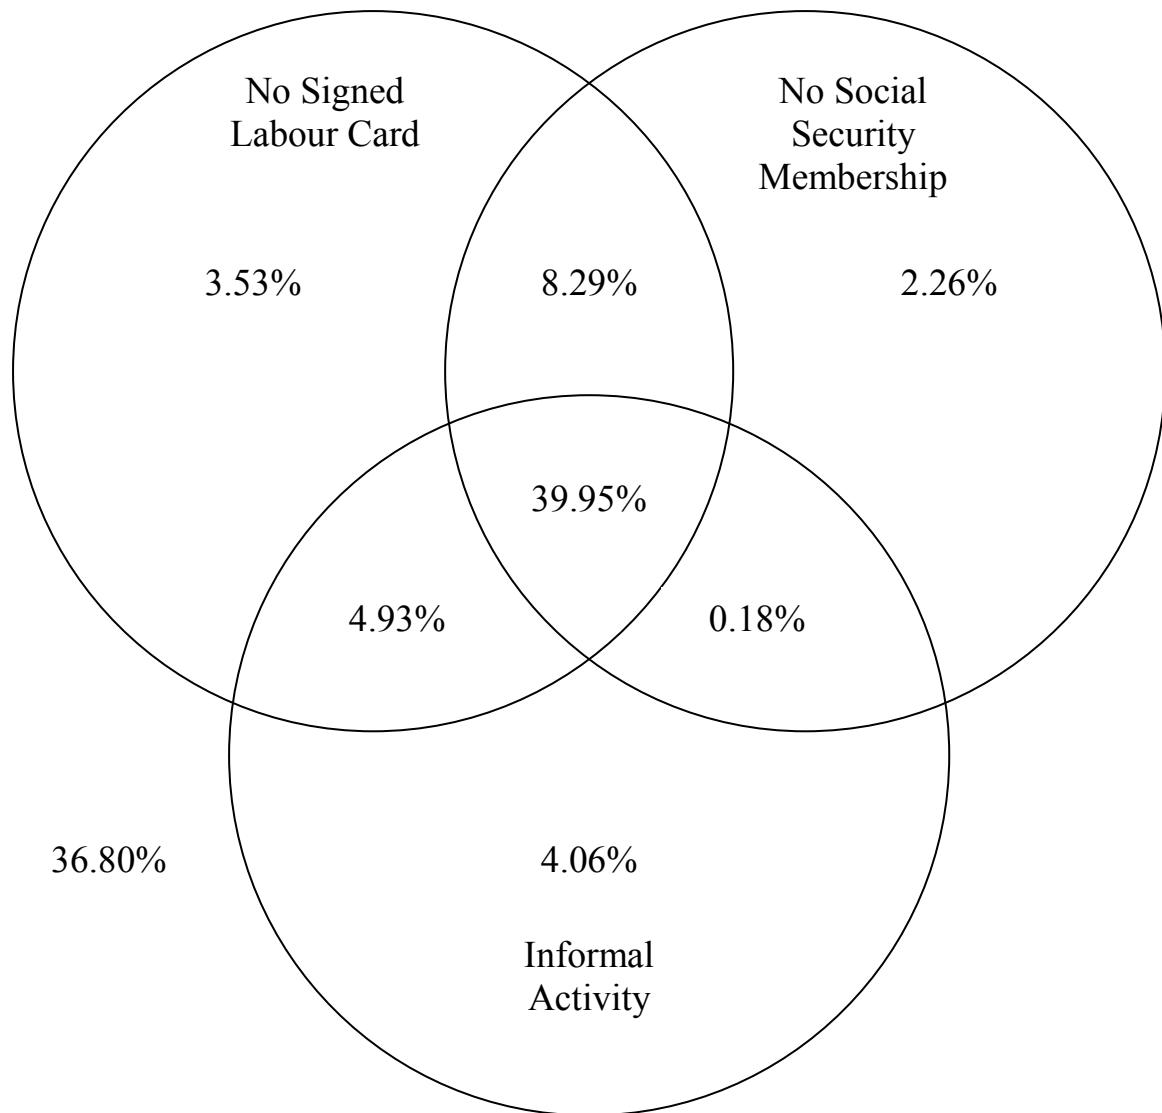 No Signed
Labour Card
No Social
Security
Membership
3.53%
8.29%
2.26%
39.95%
4.93%
0.18%
36.80%
4.06%
Informal
Activity